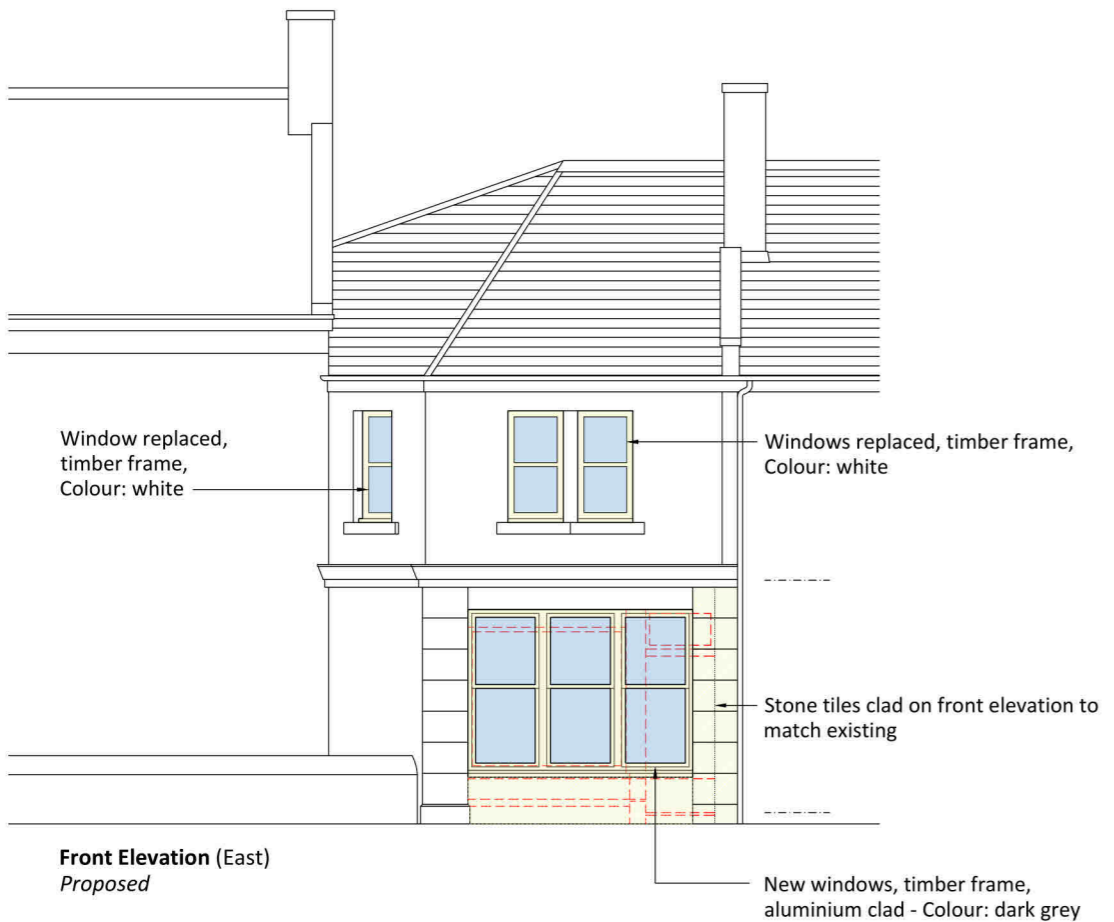 Window replaced,
timber frame,
Colour: white
Windows replaced, timber frame,
Colour: white
Stone tiles clad on front elevation to
match existing
Front Elevation (East)
Proposed
New windows, timber frame,
aluminium clad - Colour: dark grey